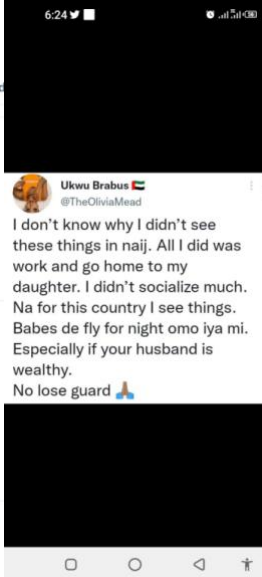 6:24
Ukwu Brabus 🇦🇪
@TheOliviaMead
I don't know why I didn't see
these things in naij. All I did was
work and go home to my
daughter. I didn't socialize much.
Na for this country I see things.
Babes de fly for night omo iya mi.
Especially if your husband is
wealthy.
No lose guard 🙏🏾